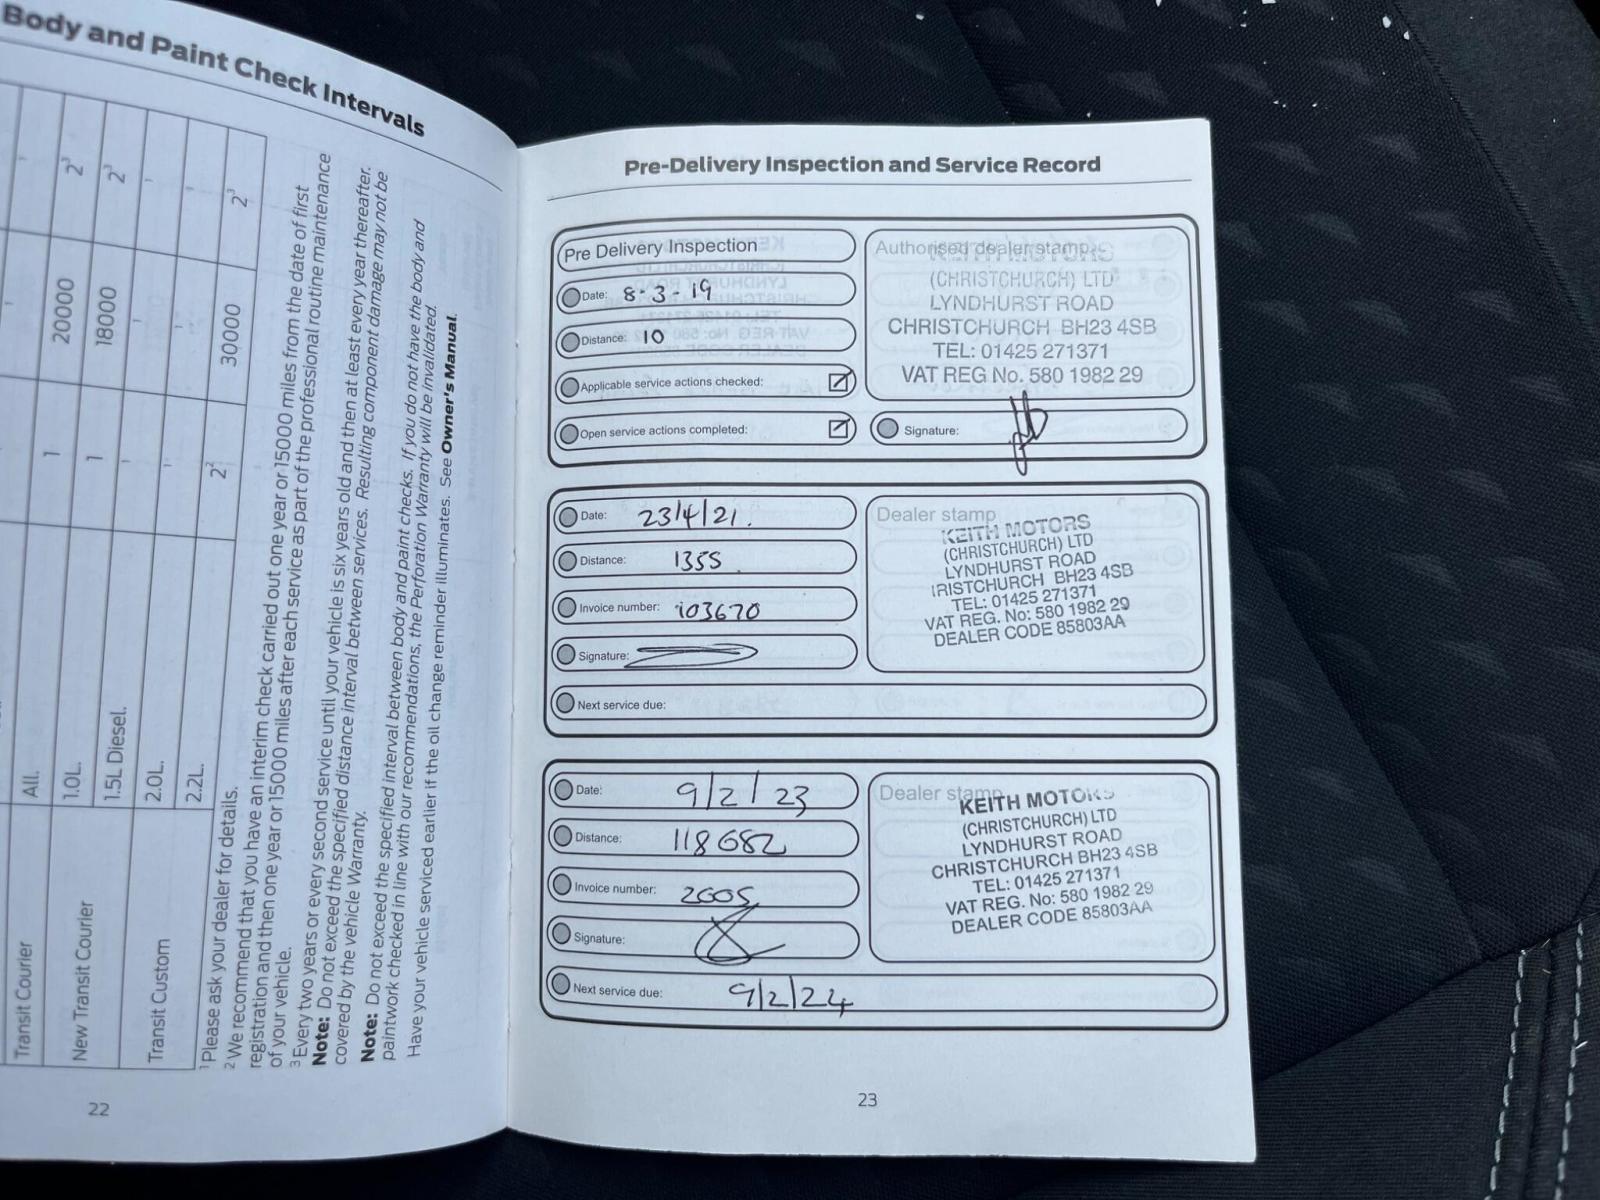 Body and Paint Check Intervals
Transit Courier All.
New Transit Courier 1.0L. 1 20000 2³
1.5L Diesel. 1 18000 2³
Transit Custom 2.0L. ¹ ¹ ¹
2.2L. ¹ ¹ ¹
2² 30000 2³
¹ Please ask your dealer for details.
² We recommend that you have an interim check carried out one year or 15000 miles from the date of first
registration and then one year or 15000 miles after each service as part of the professional routine maintenance
of your vehicle.
³ Every two years or every second service until your vehicle is six years old and then at least every year thereafter.
Note: Do not exceed the specified distance interval between services. Resulting component damage may not be
covered by the vehicle Warranty.
Note: Do not exceed the specified interval between body and paint checks. If you do not have the body and
paintwork checked in line with our recommendations, the Perforation Warranty will be invalidated.
Have your vehicle serviced earlier if the oil change reminder illuminates. See Owner's Manual.
22
Pre-Delivery Inspection and Service Record
Pre Delivery Inspection
Date: 8-3-19
Distance: 10
Applicable service actions checked:
Open service actions completed:
Authorised dealer stamp:
KEITH MOTORS
(CHRISTCHURCH) LTD
LYNDHURST ROAD
CHRISTCHURCH BH23 4SB
TEL: 01425 271371
VAT REG No. 580 1982 29
Signature:
Date: 23/4/21.
Distance: 1355
Invoice number: 103670
Signature:
Next service due:
Dealer stamp
KEITH MOTORS
(CHRISTCHURCH) LTD
LYNDHURST ROAD
IRISTCHURCH BH23 4SB
TEL: 01425 271371
VAT REG. No: 580 1982 29
DEALER CODE 85803AA
Date: 9/2/23
Distance: 118682
Invoice number: 2005
Signature:
Next service due: 9/2/24
Dealer stamp
KEITH MOTORS
(CHRISTCHURCH) LTD
LYNDHURST ROAD
CHRISTCHURCH BH23 4SB
TEL: 01425 271371
VAT REG. No: 580 1982 29
DEALER CODE 85803AA
23